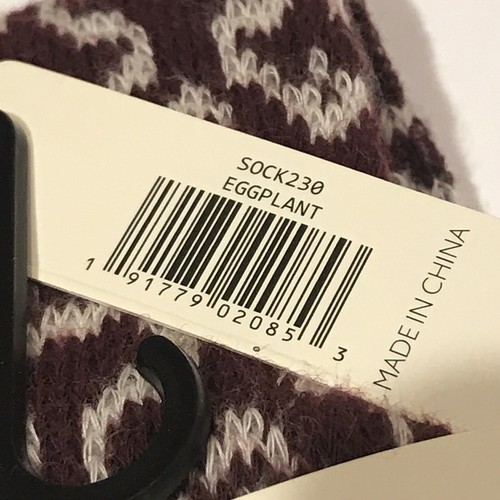 SOCK230
EGGPLANT
1 91779 02085 3
MADE IN CHINA